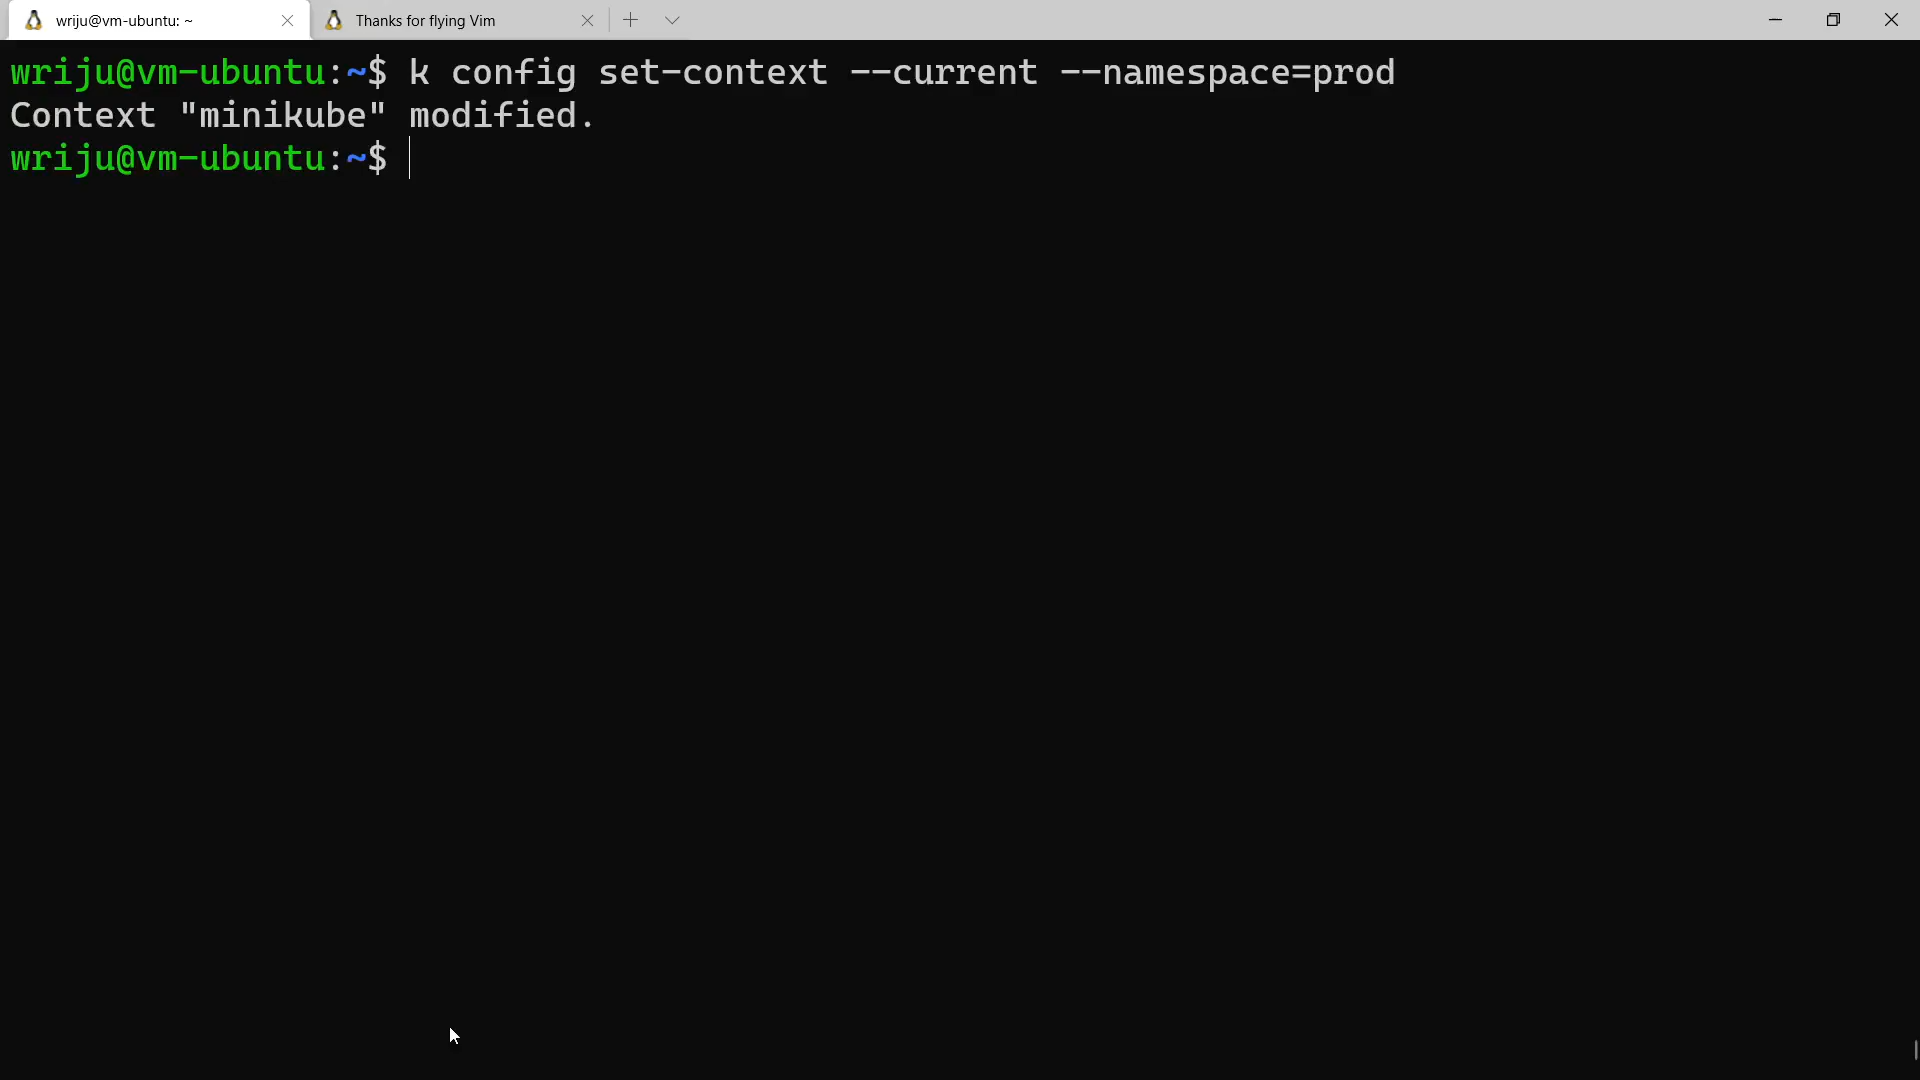 wriju@vm-ubuntu: ~
Thanks for flying Vim
wriju@vm-ubuntu:~$ k config set-context --current --namespace=prod
Context "minikube" modified.
wriju@vm-ubuntu:~$